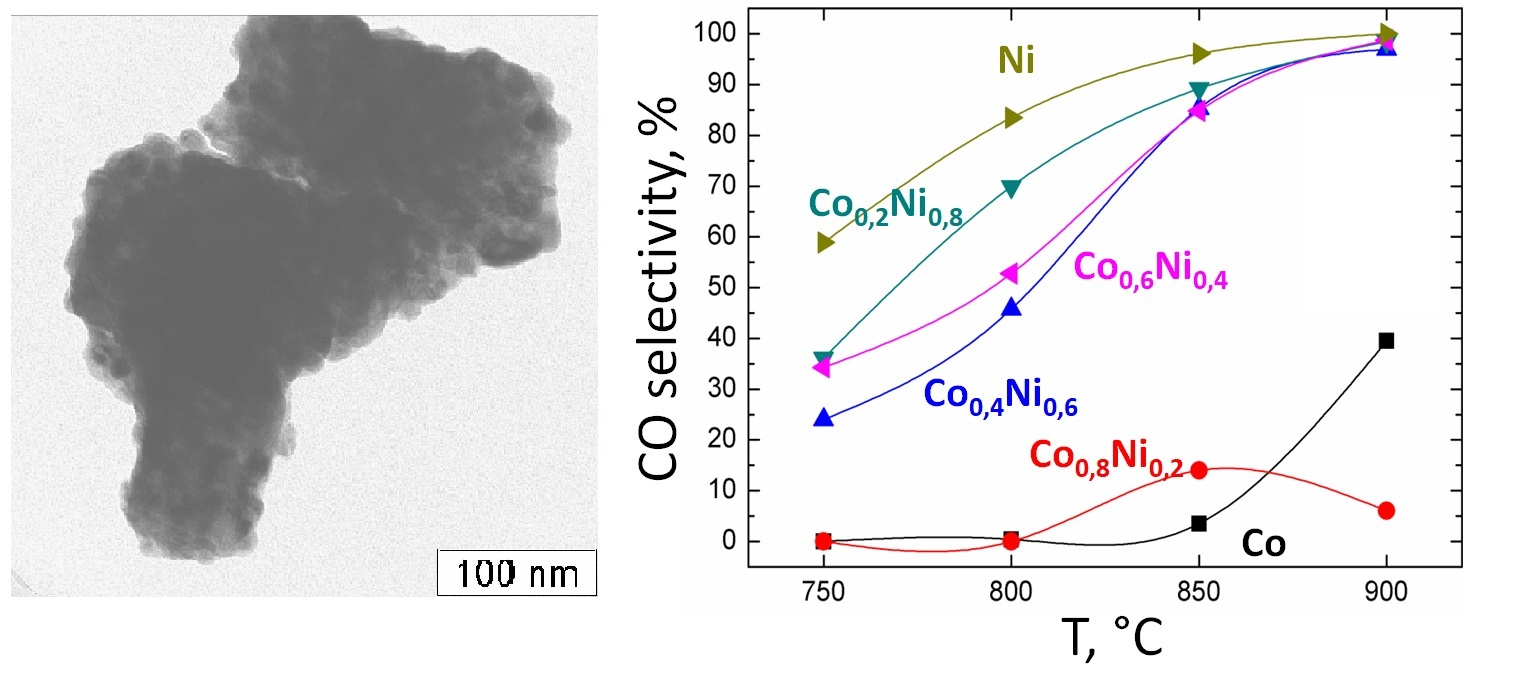 100 nm
CO selectivity, %
100
90
80
70
60
50
40
30
20
10
0
Ni
Co0,2Ni0,8
Co0,6Ni0,4
Co0,4Ni0,6
Co0,8Ni0,2
Co
750 800 850 900
T, °C